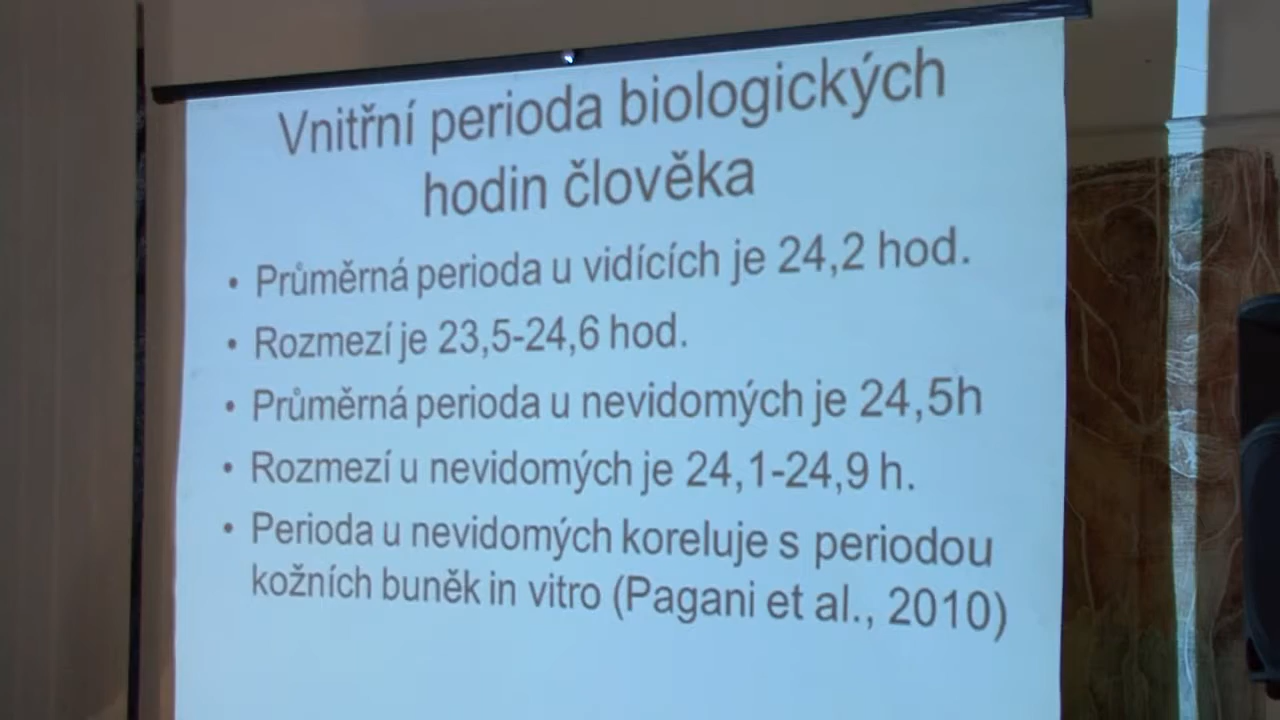 Vnitřní perioda biologických
hodin člověka
• Průměrná perioda u vidících je 24,2 hod.
• Rozmezí je 23,5-24,6 hod.
• Průměrná perioda u nevidomých je 24,5h
• Rozmezí u nevidomých je 24,1-24,9 h.
• Perioda u nevidomých koreluje s periodou
kožních buněk in vitro (Pagani et al., 2010)